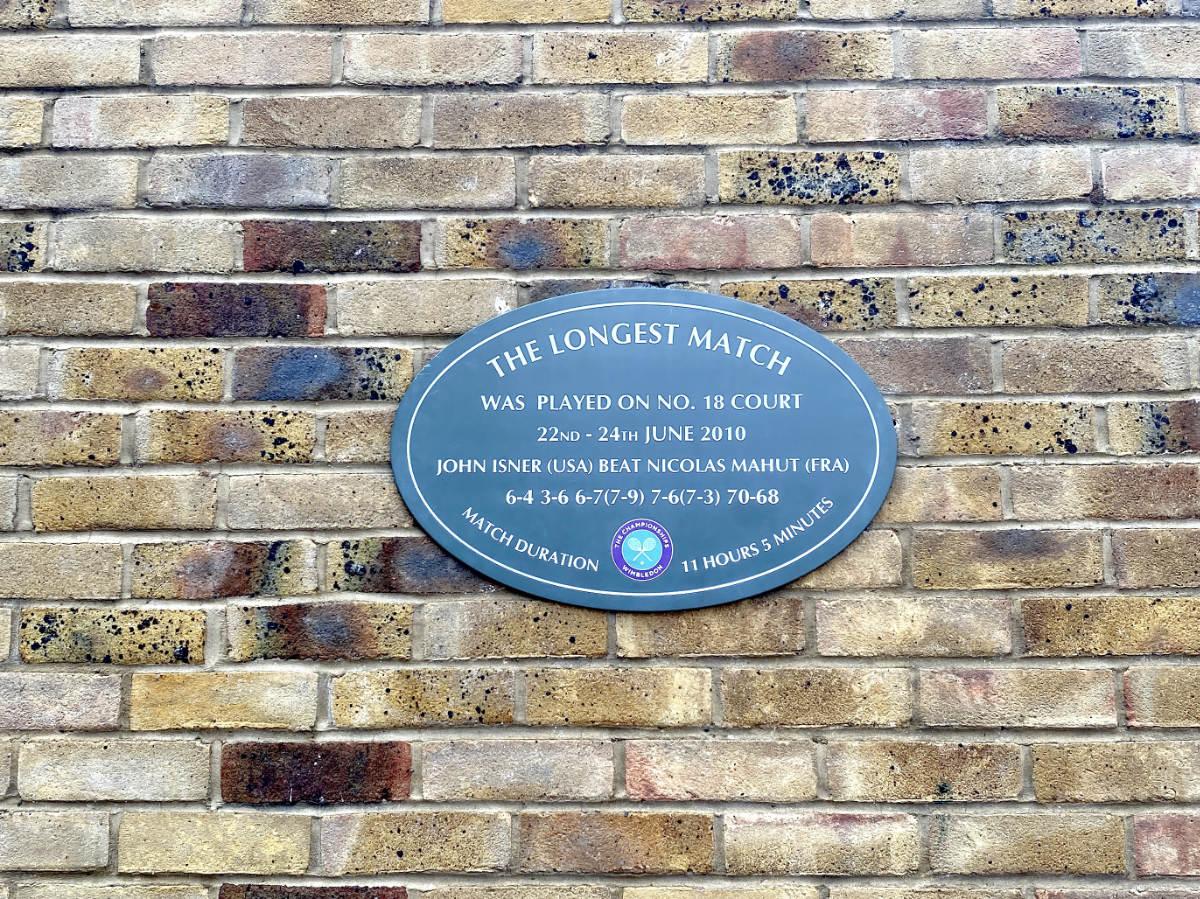 THE LONGEST MATCH
WAS PLAYED ON NO. 18 COURT
22ND - 24TH JUNE 2010
JOHN ISNER (USA) BEAT NICOLAS MAHUT (FRA)
6-4 3-6 6-7(7-9) 7-6(7-3) 70-68
MATCH DURATION
THE CHAMPIONSHIPS
WIMBLEDON
11 HOURS 5 MINUTES